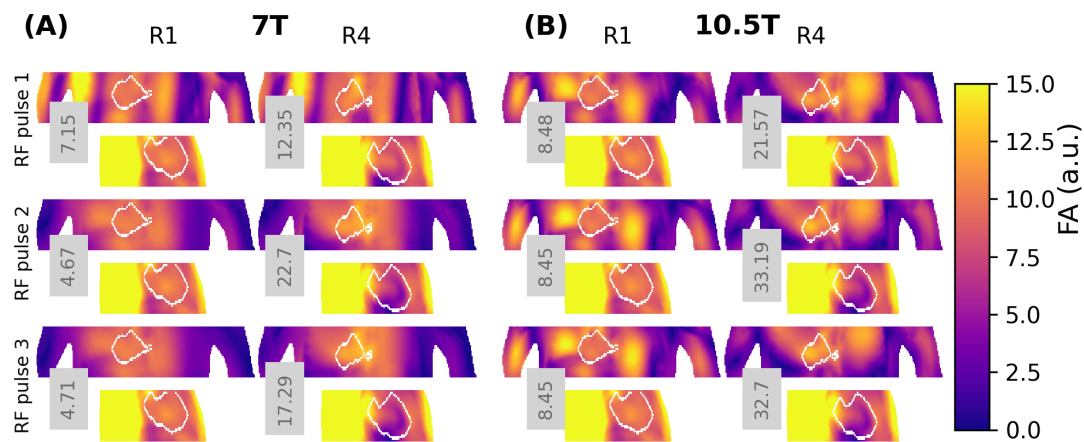 (A) 7T (B) 10.5T
R1 R4 R1 R4
RF pulse 1
7.15 12.35 8.48 21.57
RF pulse 2
4.67 22.7 8.45 33.19
RF pulse 3
4.71 17.29 8.45 32.7
15.0
12.5
10.0
7.5
5.0
2.5
0.0
FA (a.u.)